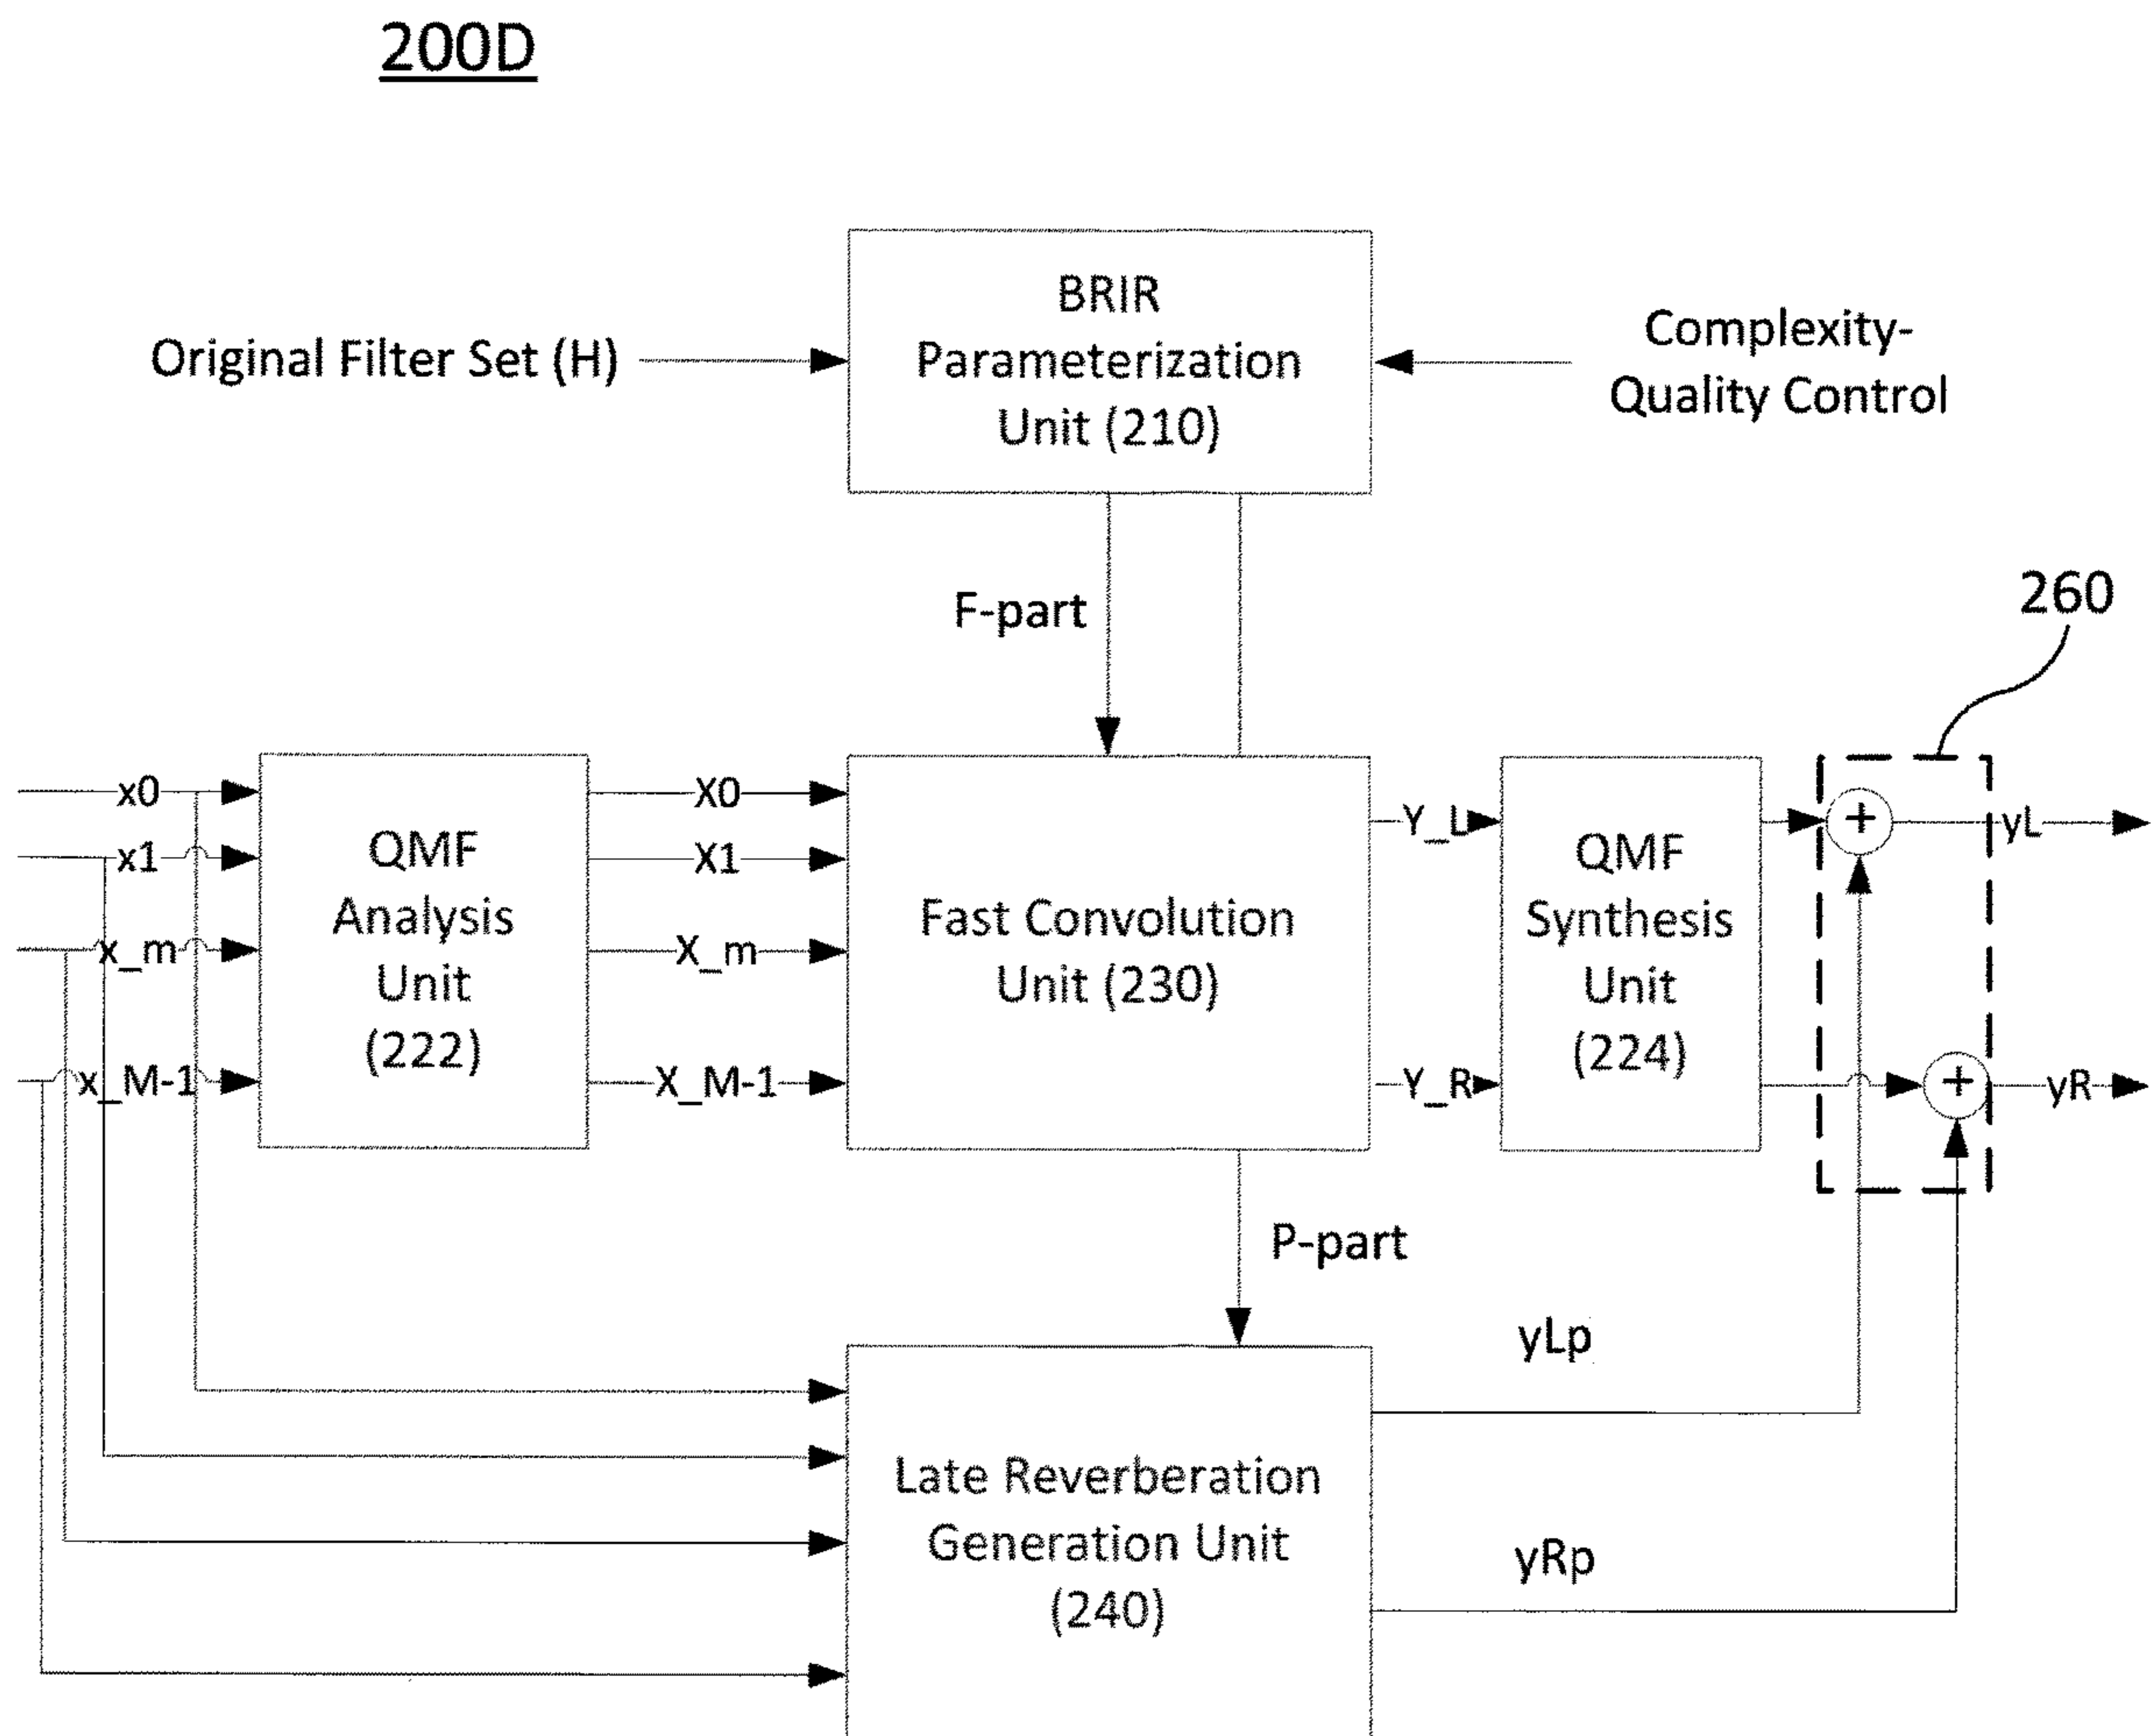 200D
BRIR
Parameterization
Unit (210)
Original Filter Set (H)
Complexity-
Quality Control
F-part
260
x0
x1
x_m
x_M-1
QMF
Analysis
Unit
(222)
X0
X1
X_m
X_M-1
Fast Convolution
Unit (230)
Y_L
Y_R
QMF
Synthesis
Unit
(224)
+
yL
+
yR
P-part
Late Reverberation
Generation Unit
(240)
yLp
yRp